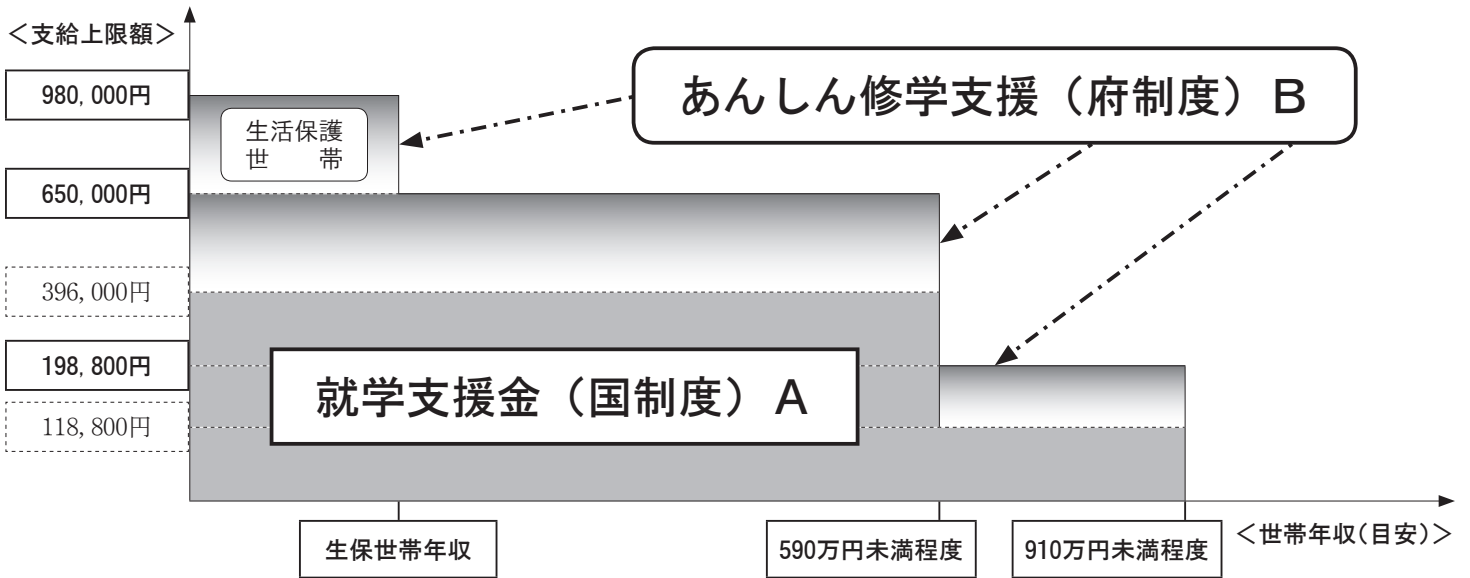 ＜支給上限額＞
980,000円
650,000円
396,000円
198,800円
118,800円
生活保護
世　　帯
あんしん修学支援（府制度）B
就学支援金（国制度）A
生保世帯年収
590万円未満程度
910万円未満程度
＜世帯年収(目安)＞